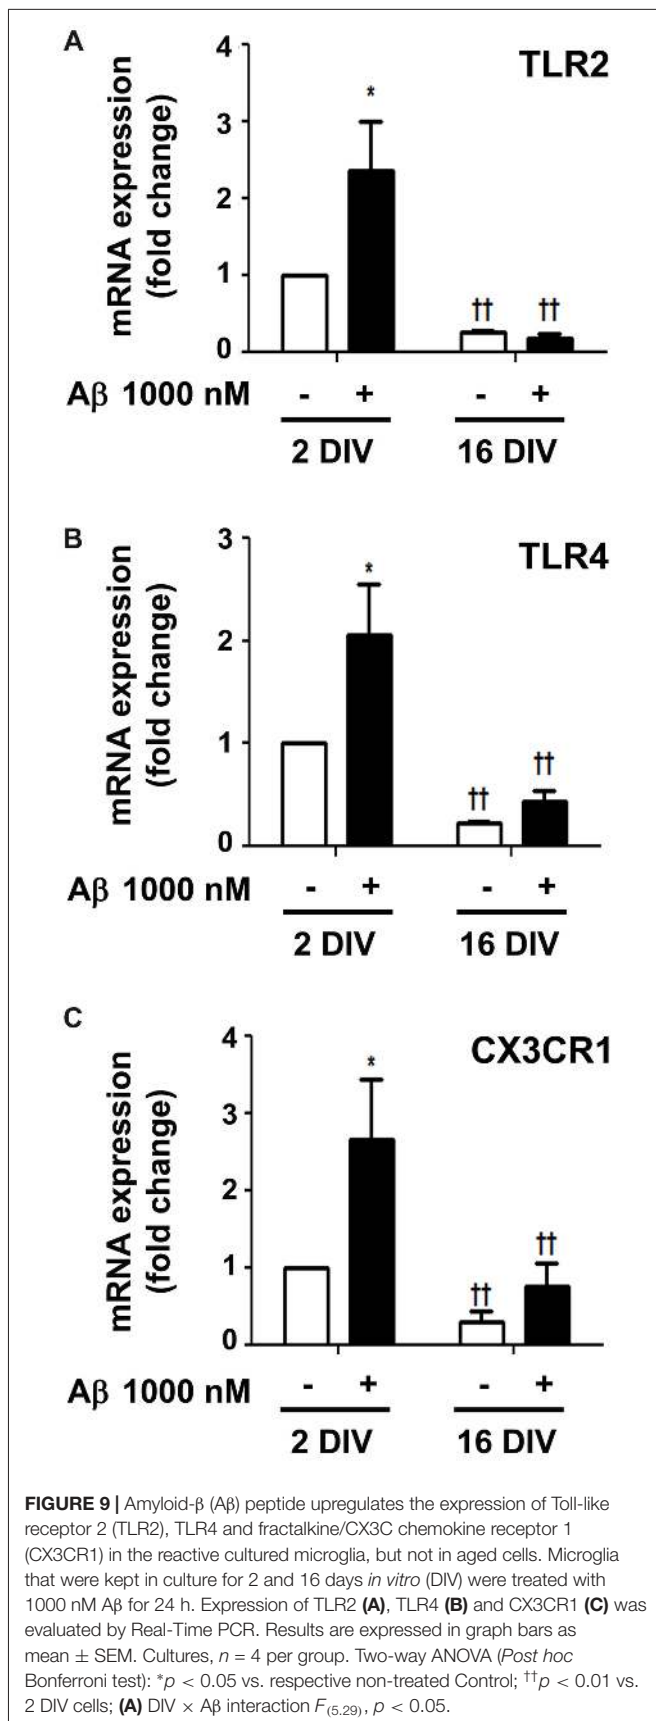 A
TLR2
mRNA expression
(fold change)
4
3
2
1
0
*
††
††
Aβ 1000 nM - + - +
2 DIV 16 DIV
B
TLR4
mRNA expression
(fold change)
3
2
1
0
*
††
††
Aβ 1000 nM - + - +
2 DIV 16 DIV
C
CX3CR1
mRNA expression
(fold change)
4
3
2
1
0
*
††
††
Aβ 1000 nM - + - +
2 DIV 16 DIV
FIGURE 9 | Amyloid-β (Aβ) peptide upregulates the expression of Toll-like
receptor 2 (TLR2), TLR4 and fractalkine/CX3C chemokine receptor 1
(CX3CR1) in the reactive cultured microglia, but not in aged cells. Microglia
that were kept in culture for 2 and 16 days in vitro (DIV) were treated with
1000 nM Aβ for 24 h. Expression of TLR2 (A), TLR4 (B) and CX3CR1 (C) was
evaluated by Real-Time PCR. Results are expressed in graph bars as
mean ± SEM. Cultures, n = 4 per group. Two-way ANOVA (Post hoc
Bonferroni test): *p < 0.05 vs. respective non-treated Control; ††p < 0.01 vs.
2 DIV cells; (A) DIV × Aβ interaction F(5.29), p < 0.05.